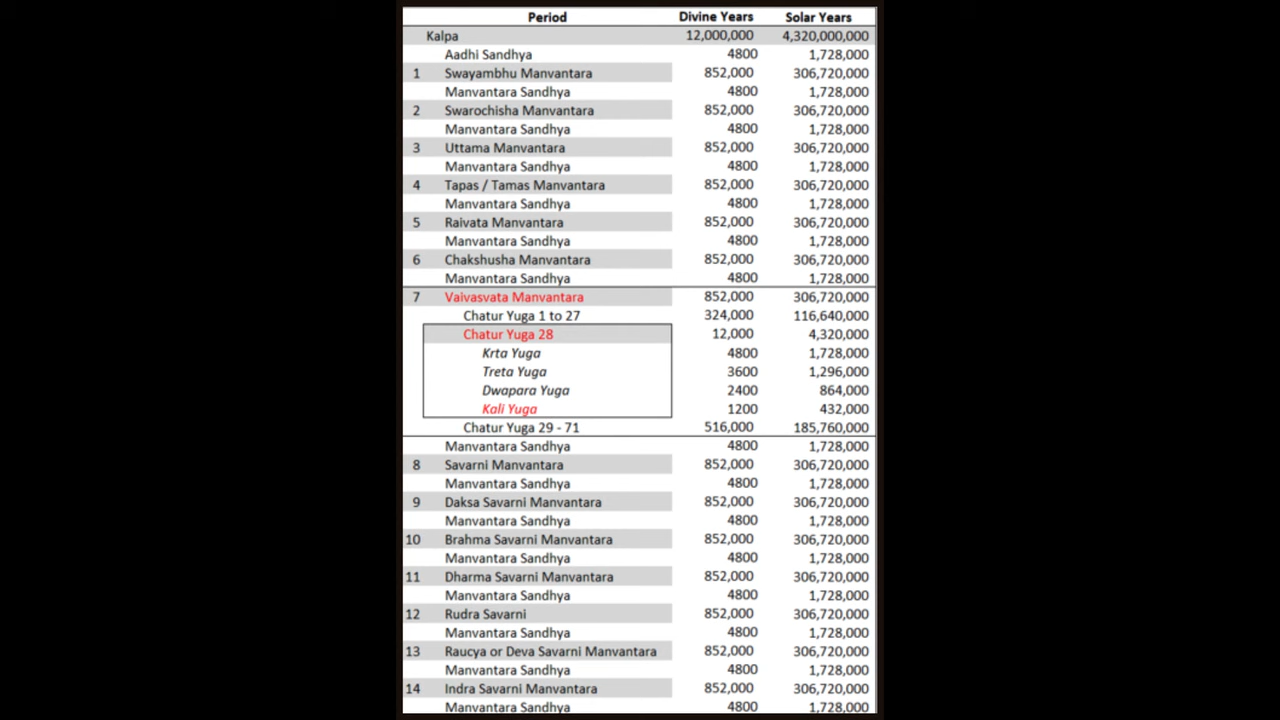 Period Divine Years Solar Years
Kalpa 12,000,000 4,320,000,000
Aadhi Sandhya 4800 1,728,000
1 Swayambhu Manvantara 852,000 306,720,000
Manvantara Sandhya 4800 1,728,000
2 Swarochisha Manvantara 852,000 306,720,000
Manvantara Sandhya 4800 1,728,000
3 Uttama Manvantara 852,000 306,720,000
Manvantara Sandhya 4800 1,728,000
4 Tapas / Tamas Manvantara 852,000 306,720,000
Manvantara Sandhya 4800 1,728,000
5 Raivata Manvantara 852,000 306,720,000
Manvantara Sandhya 4800 1,728,000
6 Chakshusha Manvantara 852,000 306,720,000
Manvantara Sandhya 4800 1,728,000
7 Vaivasvata Manvantara 852,000 306,720,000
Chatur Yuga 1 to 27 324,000 116,640,000
Chatur Yuga 28 12,000 4,320,000
Krta Yuga 4800 1,728,000
Treta Yuga 3600 1,296,000
Dwapara Yuga 2400 864,000
Kali Yuga 1200 432,000
Chatur Yuga 29 - 71 516,000 185,760,000
Manvantara Sandhya 4800 1,728,000
8 Savarni Manvantara 852,000 306,720,000
Manvantara Sandhya 4800 1,728,000
9 Daksa Savarni Manvantara 852,000 306,720,000
Manvantara Sandhya 4800 1,728,000
10 Brahma Savarni Manvantara 852,000 306,720,000
Manvantara Sandhya 4800 1,728,000
11 Dharma Savarni Manvantara 852,000 306,720,000
Manvantara Sandhya 4800 1,728,000
12 Rudra Savarni 852,000 306,720,000
Manvantara Sandhya 4800 1,728,000
13 Raucya or Deva Savarni Manvantara 852,000 306,720,000
Manvantara Sandhya 4800 1,728,000
14 Indra Savarni Manvantara 852,000 306,720,000
Manvantara Sandhya 4800 1,728,000